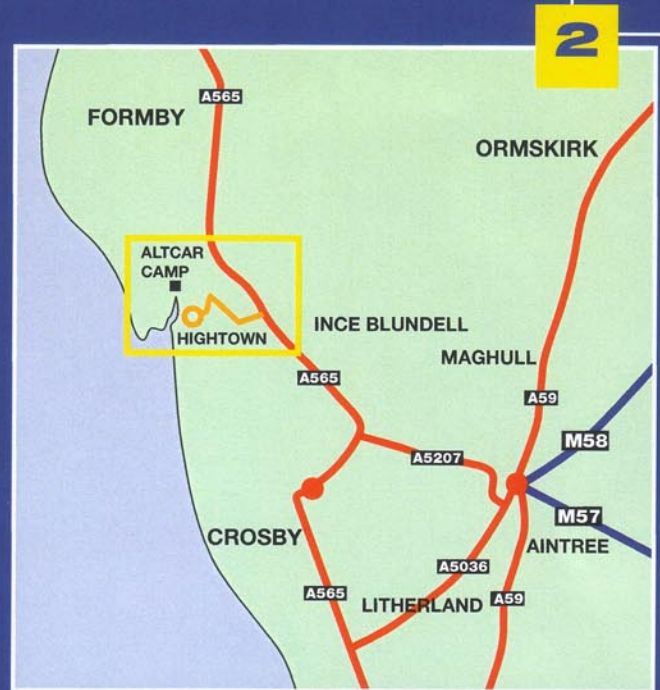 2
A565
FORMBY
ORMSKIRK
ALTCAR
CAMP
INCE BLUNDELL
HIGHTOWN
MAGHULL
A565
A59
M58
A5207
M57
CROSBY
AINTREE
A5036
A565
LITHERLAND
A59